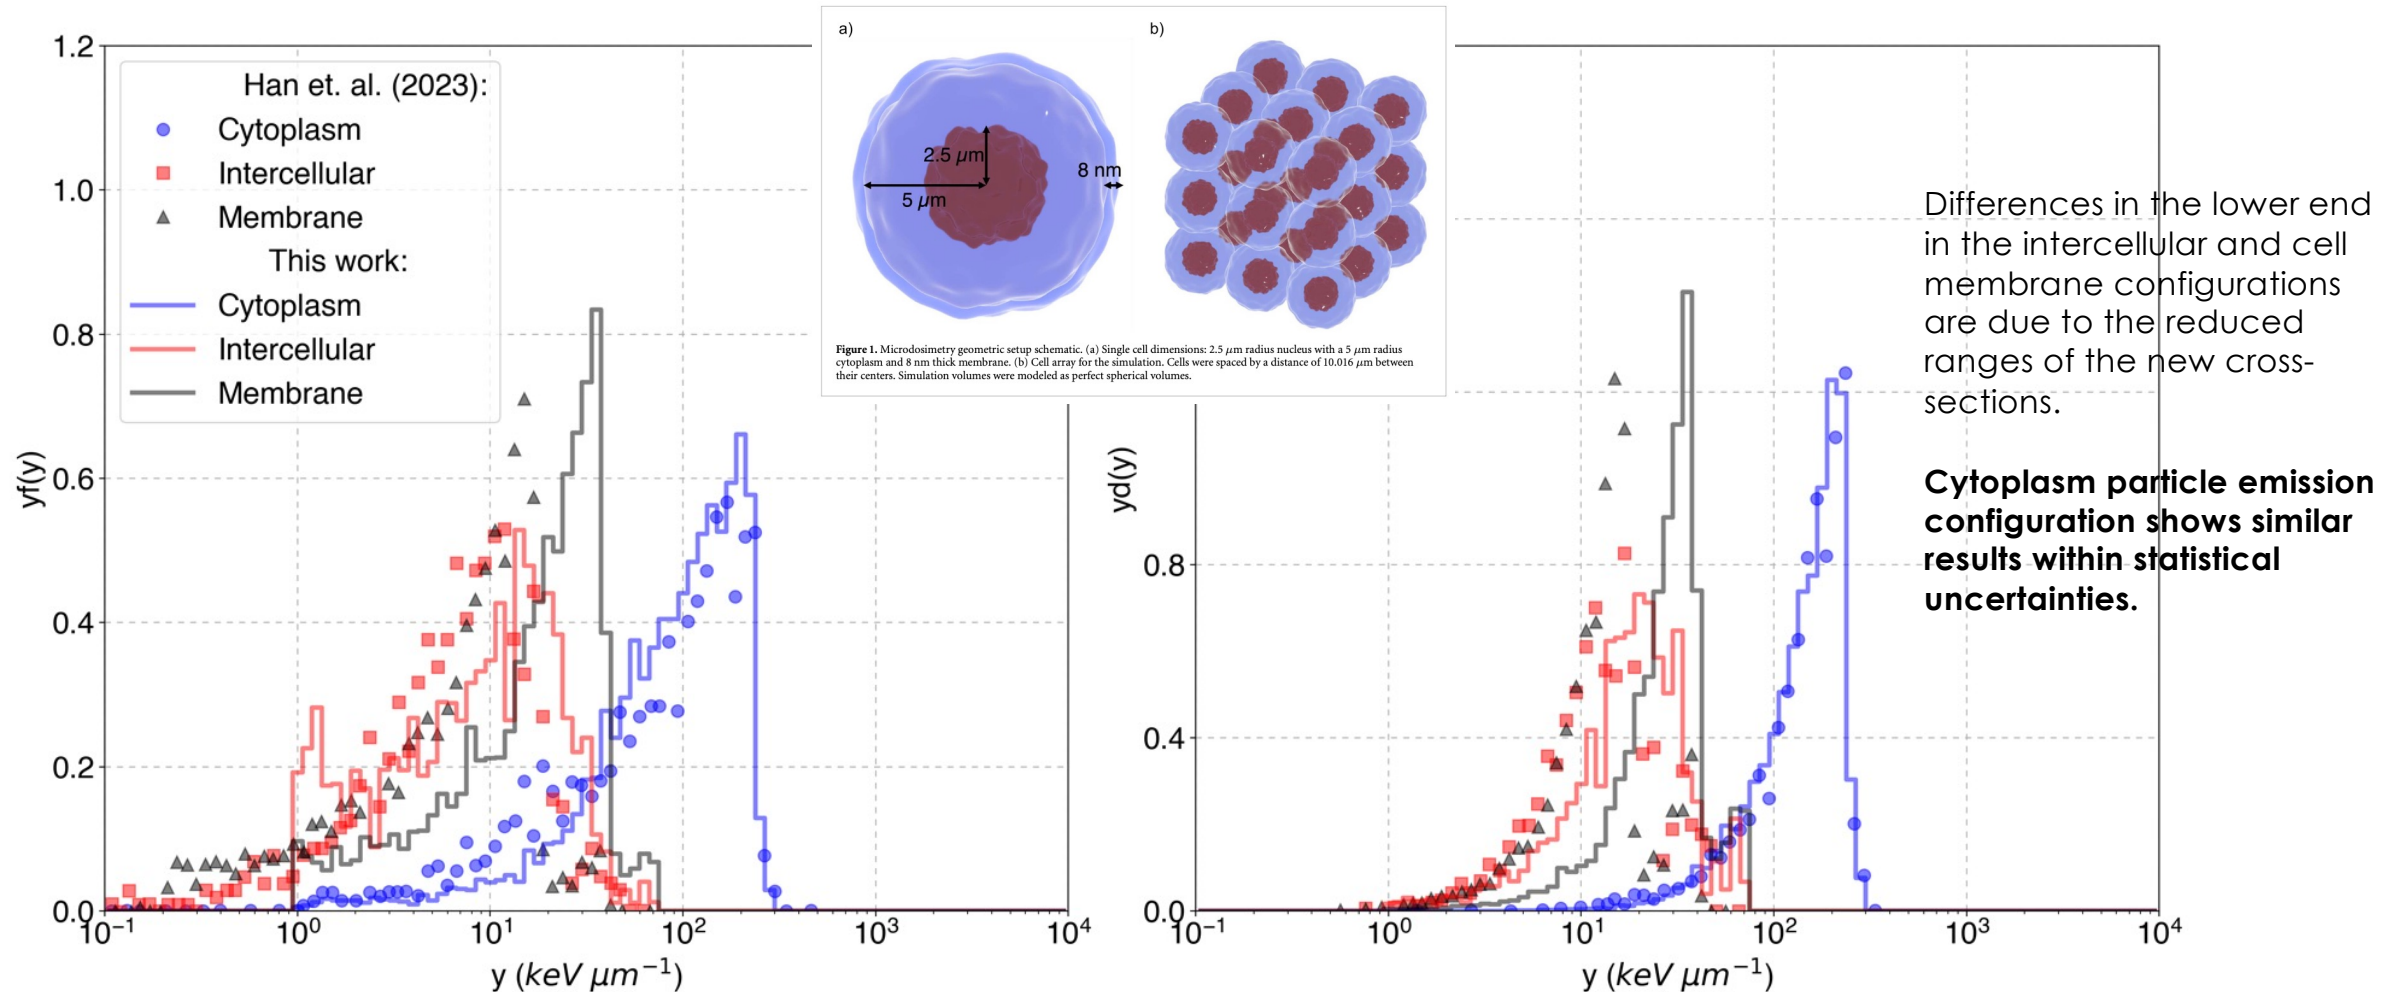 1.2
1.0
0.8
0.6
0.4
0.2
0.0
yf(y)
Han et. al. (2023):
Cytoplasm
Intercellular
Membrane
This work:
Cytoplasm
Intercellular
Membrane
10⁻¹ 10⁰ 10¹ 10² 10³ 10⁴
y (keV μm⁻¹)
a)
2.5 μm
5 μm
8 nm
b)
Figure 1. Microdosimetry geometric setup schematic. (a) Single cell dimensions: 2.5 μm radius nucleus with a 5 μm radius
cytoplasm and 8 nm thick membrane. (b) Cell array for the simulation. Cells were spaced by a distance of 10.016 μm between
their centers. Simulation volumes were modeled as perfect spherical volumes.
yd(y)
0.8
0.4
0.0
10⁻¹ 10⁰ 10¹ 10² 10³ 10⁴
y (keV μm⁻¹)
Differences in the lower end
in the intercellular and cell
membrane configurations
are due to the reduced
ranges of the new cross-
sections.
Cytoplasm particle emission
configuration shows similar
results within statistical
uncertainties.